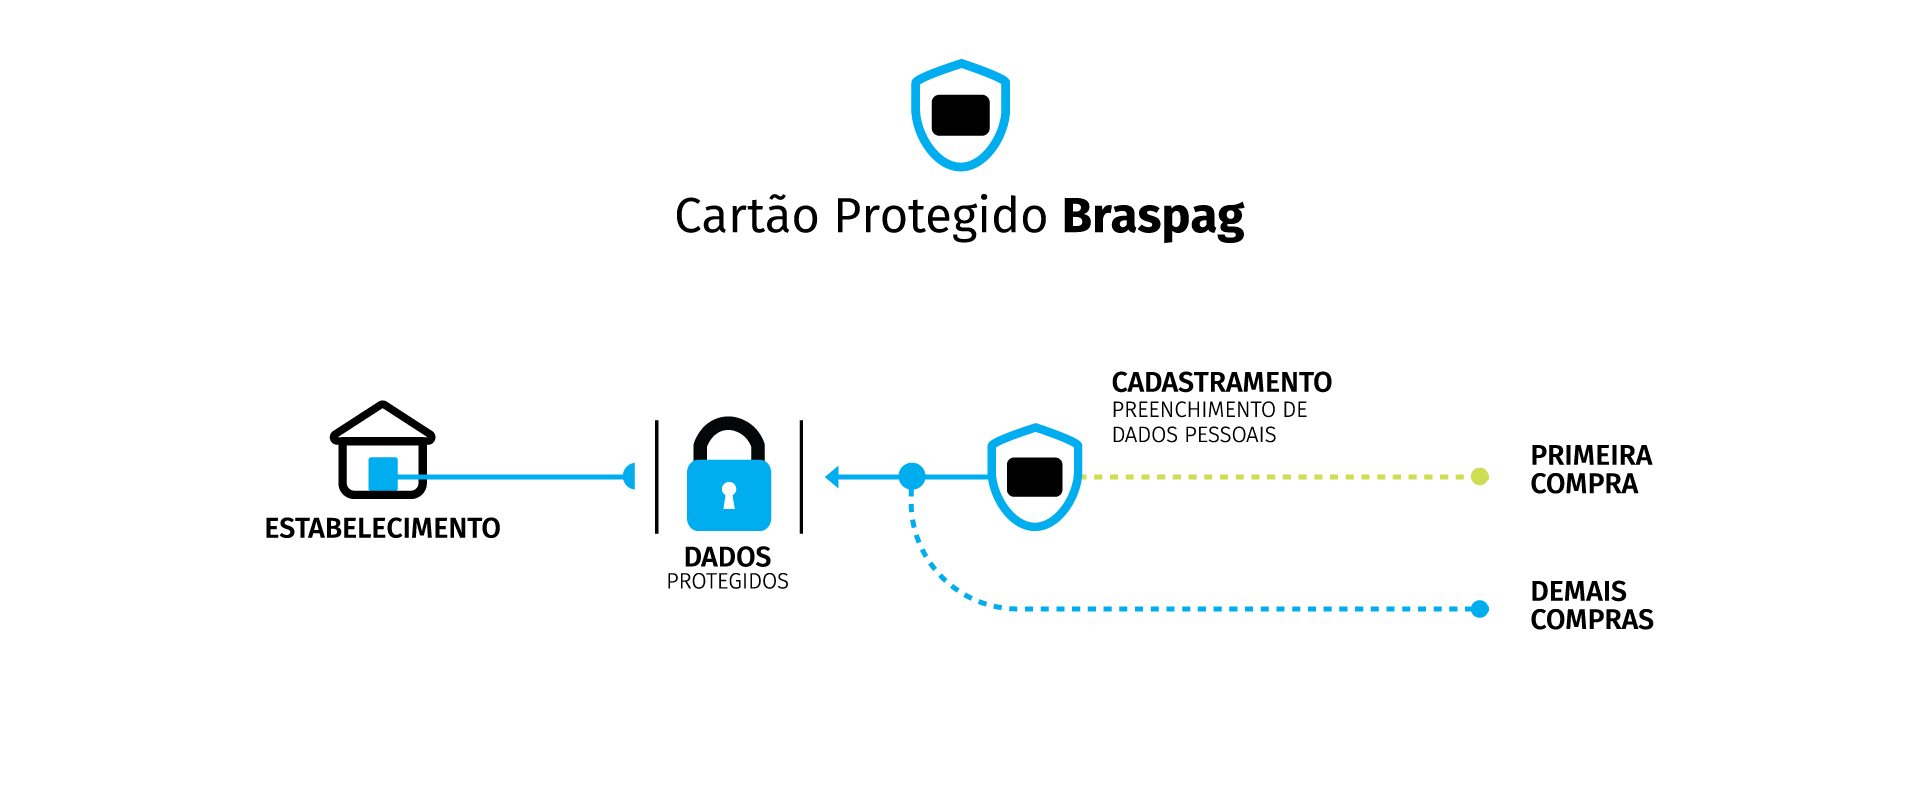 Cartão Protegido Braspag
CADASTRAMENTO
PREENCHIMENTO DE
DADOS PESSOAIS
PRIMEIRA
COMPRA
ESTABELECIMENTO
DADOS
PROTEGIDOS
DEMAIS
COMPRAS